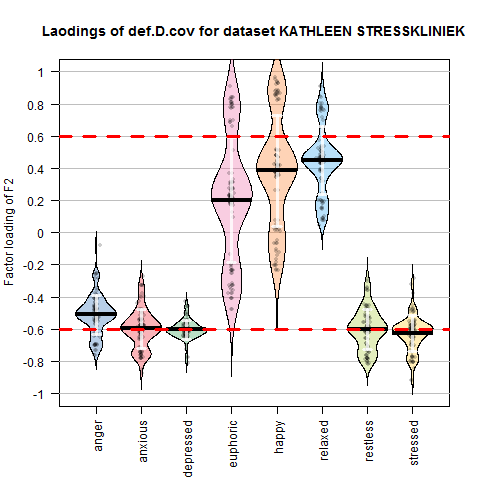 Laodings of def.D.cov for dataset KATHLEEN STRESSKLINIEK
Factor loading of F2
1
0.8
0.6
0.4
0.2
0
-0.2
-0.4
-0.6
-0.8
-1
anger
anxious
depressed
euphoric
happy
relaxed
restless
stressed